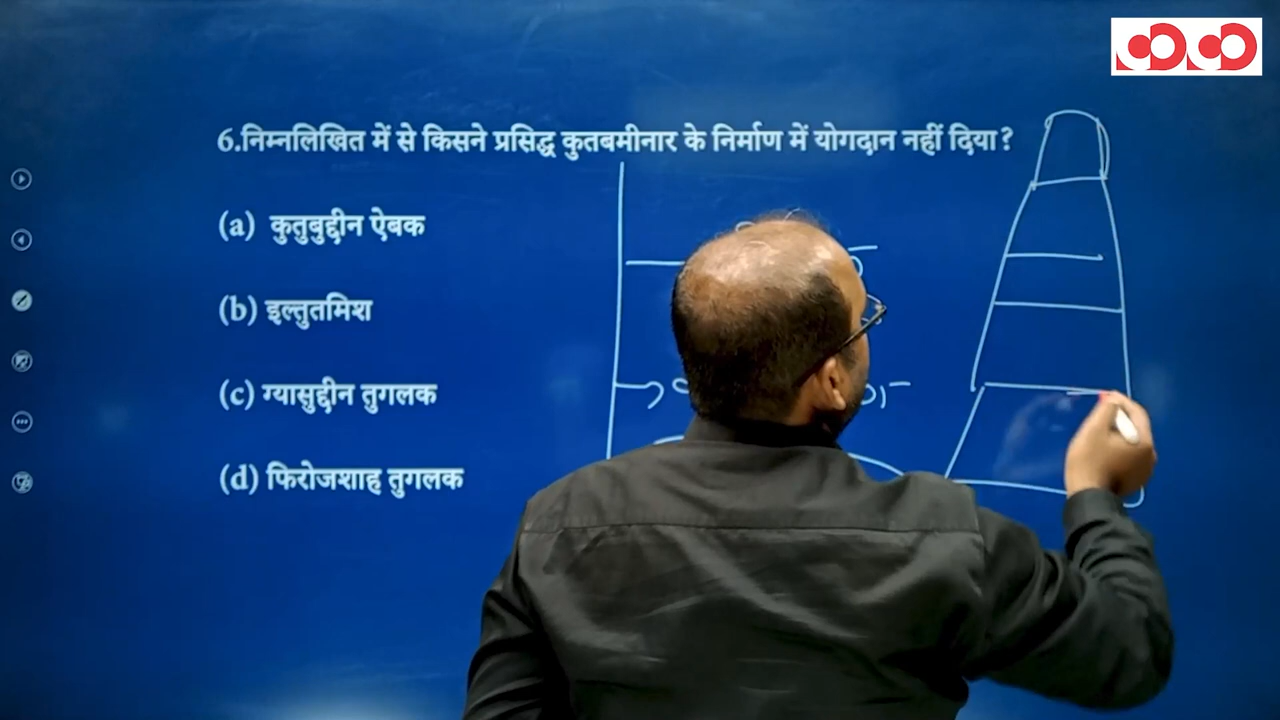 6.निम्नलिखित में से किसने प्रसिद्ध कुतबमीनार के निर्माण में योगदान नहीं दिया?
(a) कुतुबुद्दीन ऐबक
(b) इल्तुतमिश
(c) ग्यासुद्दीन तुगलक
(d) फिरोजशाह तुगलक